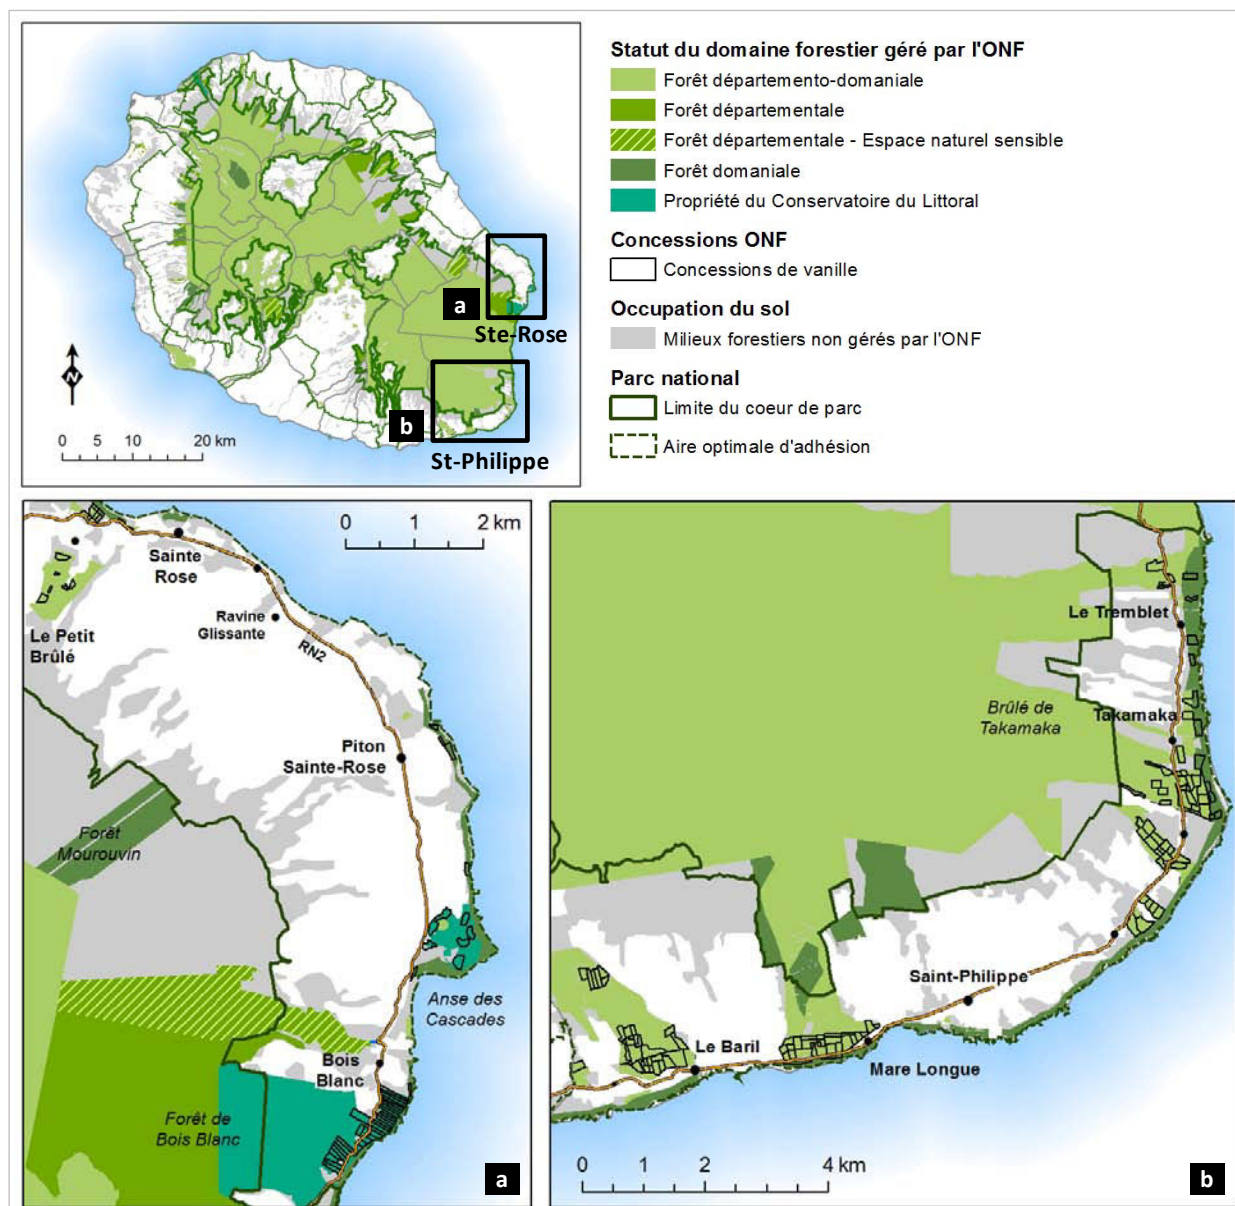 Statut du domaine forestier géré par l'ONF
Forêt départemento-domaniale
Forêt départementale
Forêt départementale - Espace naturel sensible
Forêt domaniale
Propriété du Conservatoire du Littoral
Concessions ONF
Concessions de vanille
Occupation du sol
Milieux forestiers non gérés par l'ONF
Parc national
Limite du coeur de parc
Aire optimale d'adhésion
a
Ste-Rose
N
b
0 5 10 20 km
St-Philippe
0 1 2 km
Sainte
Rose
Ravine
Glissante
Le Petit
Brûlé
RN2
Piton
Sainte-Rose
Forêt
Mourouvin
Anse des
Cascades
Bois
Blanc
Forêt de
Bois Blanc
a
Le Tremblet
Brûlé de
Takamaka
Takamaka
Saint-Philippe
Le Baril
Mare Longue
0 1 2 4 km
b